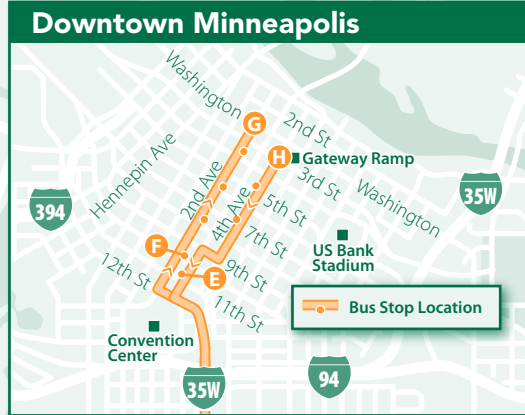 Downtown Minneapolis
Washington
G
2nd St
H
Gateway Ramp
3rd St
Washington
Hennepin Ave
2nd Ave
4th Ave
5th St
35W
394
7th St
US Bank
Stadium
F
9th St
E
12th St
11th St
Bus Stop Location
Convention
Center
35W
94